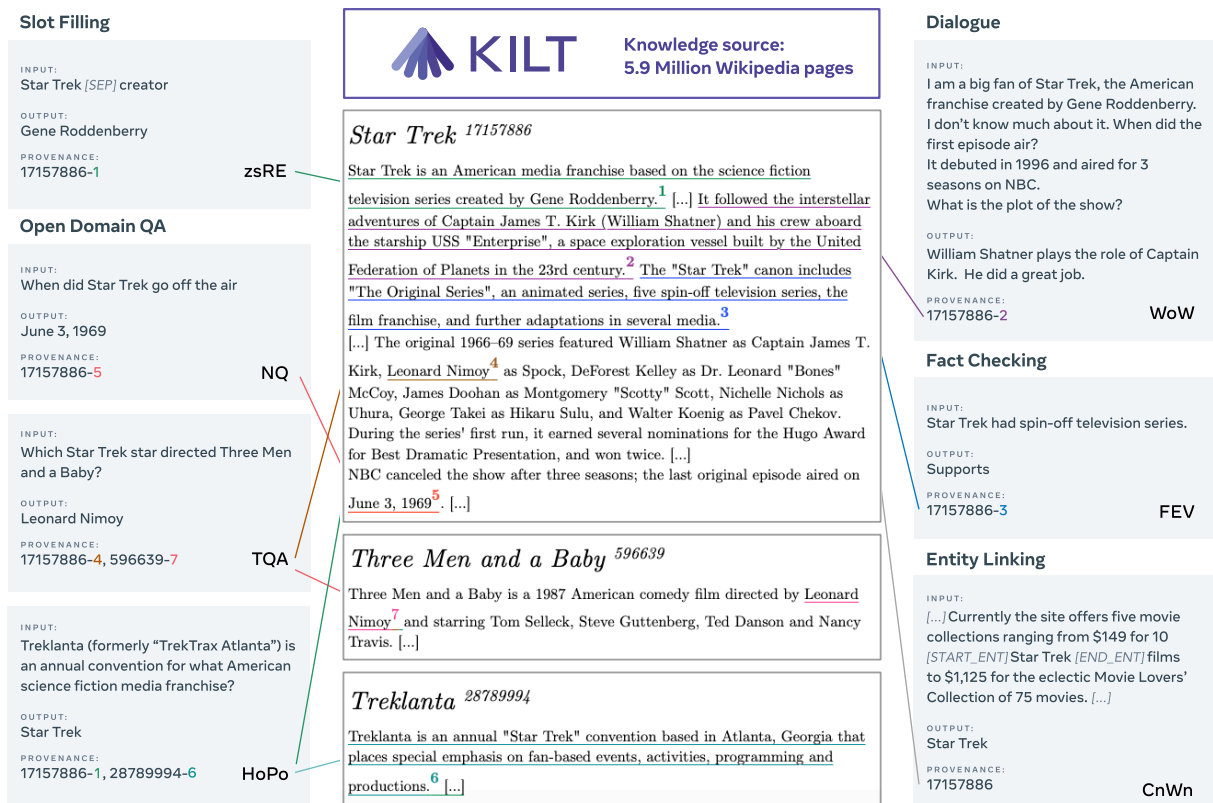 Slot Filling
INPUT:
Star Trek [SEP] creator
OUTPUT:
Gene Roddenberry
PROVENANCE:
17157886-1
zsRE
Open Domain QA
INPUT:
When did Star Trek go off the air
OUTPUT:
June 3, 1969
PROVENANCE:
17157886-5
NQ
INPUT:
Which Star Trek star directed Three Men
and a Baby?
OUTPUT:
Leonard Nimoy
PROVENANCE:
17157886-4, 596639-7
TQA
INPUT:
Treklanta (formerly “TrekTrax Atlanta”) is
an annual convention for what American
science fiction media franchise?
OUTPUT:
Star Trek
PROVENANCE:
17157886-1, 28789994-6
HoPo
KILT
Knowledge source:
5.9 Million Wikipedia pages
Star Trek 17157886
Star Trek is an American media franchise based on the science fiction
television series created by Gene Roddenberry.1 [...] It followed the interstellar
adventures of Captain James T. Kirk (William Shatner) and his crew aboard
the starship USS "Enterprise", a space exploration vessel built by the United
Federation of Planets in the 23rd century.2 The "Star Trek" canon includes
"The Original Series", an animated series, five spin-off television series, the
film franchise, and further adaptations in several media.3
[...] The original 1966–69 series featured William Shatner as Captain James T.
Kirk, Leonard Nimoy4 as Spock, DeForest Kelley as Dr. Leonard "Bones"
McCoy, James Doohan as Montgomery "Scotty" Scott, Nichelle Nichols as
Uhura, George Takei as Hikaru Sulu, and Walter Koenig as Pavel Chekov.
During the series' first run, it earned several nominations for the Hugo Award
for Best Dramatic Presentation, and won twice. [...]
NBC canceled the show after three seasons; the last original episode aired on
June 3, 19695. [...]
Three Men and a Baby 596639
Three Men and a Baby is a 1987 American comedy film directed by Leonard
Nimoy7 and starring Tom Selleck, Steve Guttenberg, Ted Danson and Nancy
Travis. [...]
Treklanta 28789994
Treklanta is an annual "Star Trek" convention based in Atlanta, Georgia that
places special emphasis on fan-based events, activities, programming and
productions.6 [...]
Dialogue
INPUT:
I am a big fan of Star Trek, the American
franchise created by Gene Roddenberry.
I don’t know much about it. When did the
first episode air?
It debuted in 1996 and aired for 3
seasons on NBC.
What is the plot of the show?
OUTPUT:
William Shatner plays the role of Captain
Kirk. He did a great job.
PROVENANCE:
17157886-2
WoW
Fact Checking
INPUT:
Star Trek had spin-off television series.
OUTPUT:
Supports
PROVENANCE:
17157886-3
FEV
Entity Linking
INPUT:
[...] Currently the site offers five movie
collections ranging from $149 for 10
[START_ENT] Star Trek [END_ENT] films
to $1,125 for the eclectic Movie Lovers’
Collection of 75 movies. [...]
OUTPUT:
Star Trek
PROVENANCE:
17157886
CnWn